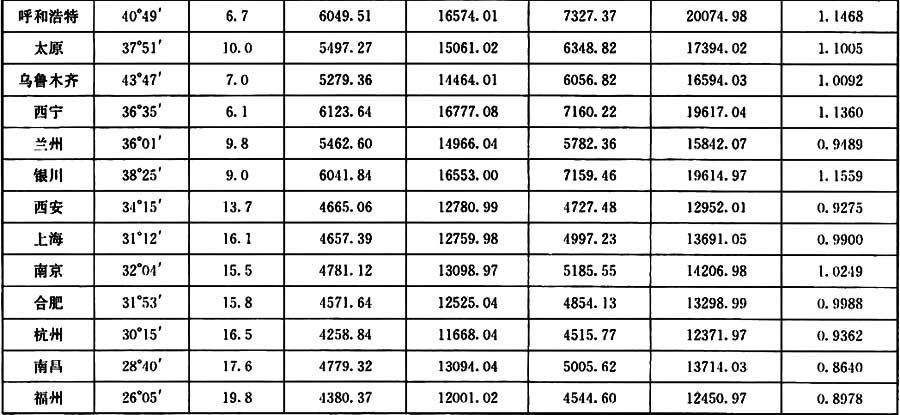 呼和浩特 40°49′ 6.7 6049.51 16574.01 7327.37 20074.98 1.1468
太原 37°51′ 10.0 5497.27 15061.02 6348.82 17394.02 1.1005
乌鲁木齐 43°47′ 7.0 5279.36 14464.01 6056.82 16594.03 1.0092
西宁 36°35′ 6.1 6123.64 16777.08 7160.22 19617.04 1.1360
兰州 36°01′ 9.8 5462.60 14966.04 5782.36 15842.07 0.9489
银川 38°25′ 9.0 6041.84 16553.00 7159.46 19614.97 1.1559
西安 34°15′ 13.7 4665.06 12780.99 4727.48 12952.01 0.9275
上海 31°12′ 16.1 4657.39 12759.98 4997.23 13691.05 0.9900
南京 32°04′ 15.5 4781.12 13098.97 5185.55 14206.98 1.0249
合肥 31°53′ 15.8 4571.64 12525.04 4854.13 13298.99 0.9988
杭州 30°15′ 16.5 4258.84 11668.04 4515.77 12371.97 0.9362
南昌 28°40′ 17.6 4779.32 13094.04 5005.62 13714.03 0.8640
福州 26°05′ 19.8 4380.37 12001.02 4544.60 12450.97 0.8978